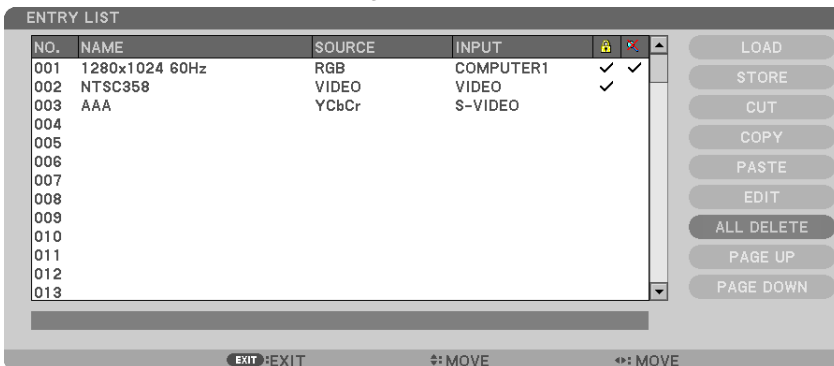 ENTRY LIST
NO. NAME SOURCE INPUT
001 1280x1024 60Hz RGB COMPUTER1
002 NTSC358 VIDEO VIDEO
003 AAA YCbCr S-VIDEO
004
005
006
007
008
009
010
011
012
013
LOAD
STORE
CUT
COPY
PASTE
EDIT
ALL DELETE
PAGE UP
PAGE DOWN
EXIT :EXIT :MOVE :MOVE